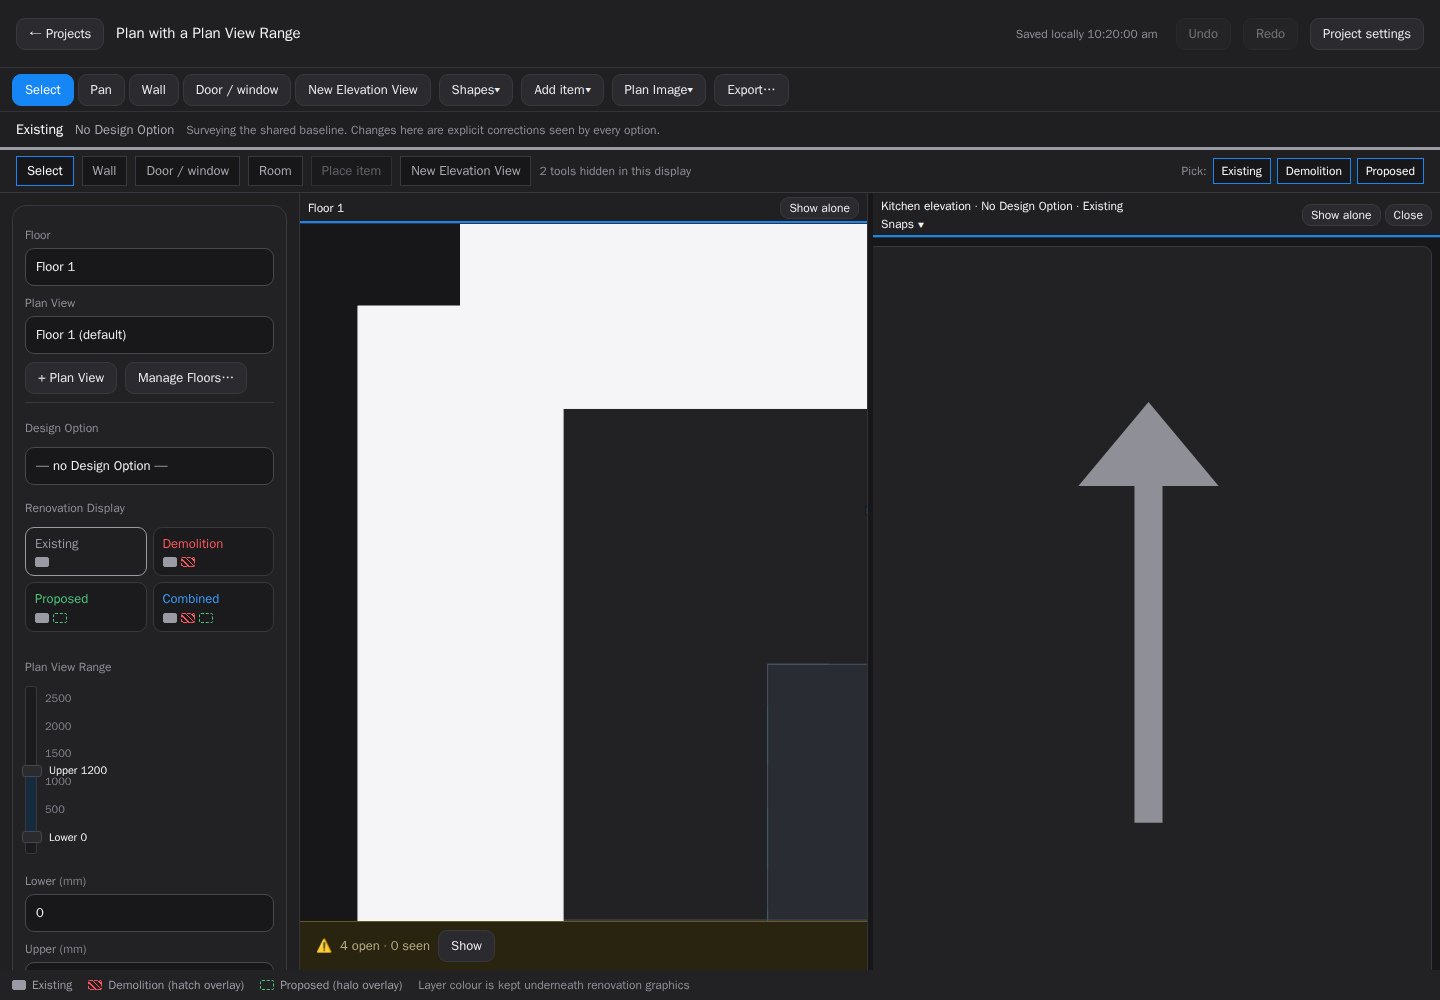 ← Projects
Plan with a Plan View Range
Saved locally 10:20:00 am
Undo
Redo
Project settings
Select
Pan
Wall
Door / window
New Elevation View
Shapes▾
Add item▾
Plan Image▾
Export···
Existing
No Design Option
Surveying the shared baseline. Changes here are explicit corrections seen by every option.
Select
Wall
Door / window
Room
Place item
New Elevation View
2 tools hidden in this display
Pick:
Existing
Demolition
Proposed
Floor
Floor 1
Plan View
Floor 1 (default)
+ Plan View
Manage Floors···
Design Option
— no Design Option —
Renovation Display
Existing
Demolition
Proposed
Combined
Plan View Range
2500
2000
1500
Upper 1200
1000
500
Lower 0
Lower (mm)
0
Upper (mm)
Floor 1
Show alone
Kitchen elevation · No Design Option · Existing
Snaps ▾
Show alone
Close
4 open · 0 seen
Show
Existing
Demolition (hatch overlay)
Proposed (halo overlay)
Layer colour is kept underneath renovation graphics